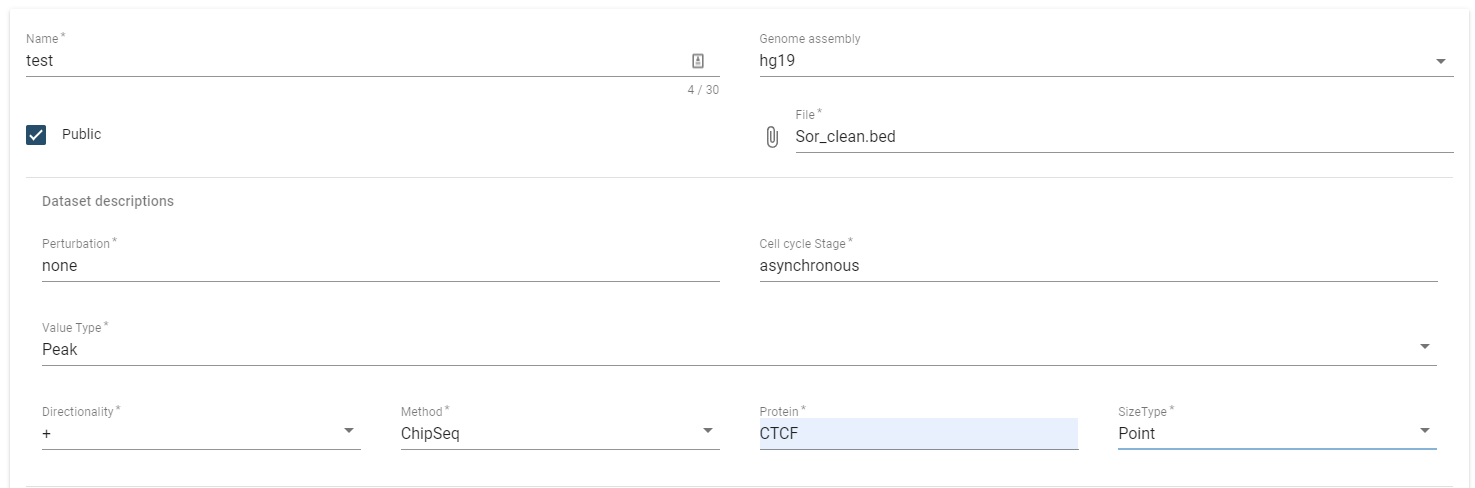 Name *
Genome assembly
test
hg19
4 / 30
Public
File *
Sor_clean.bed
Dataset descriptions
Perturbation *
Cell cycle Stage *
none
asynchronous
Value Type *
Peak
Directionality *
Method *
Protein *
SizeType *
+
ChipSeq
CTCF
Point